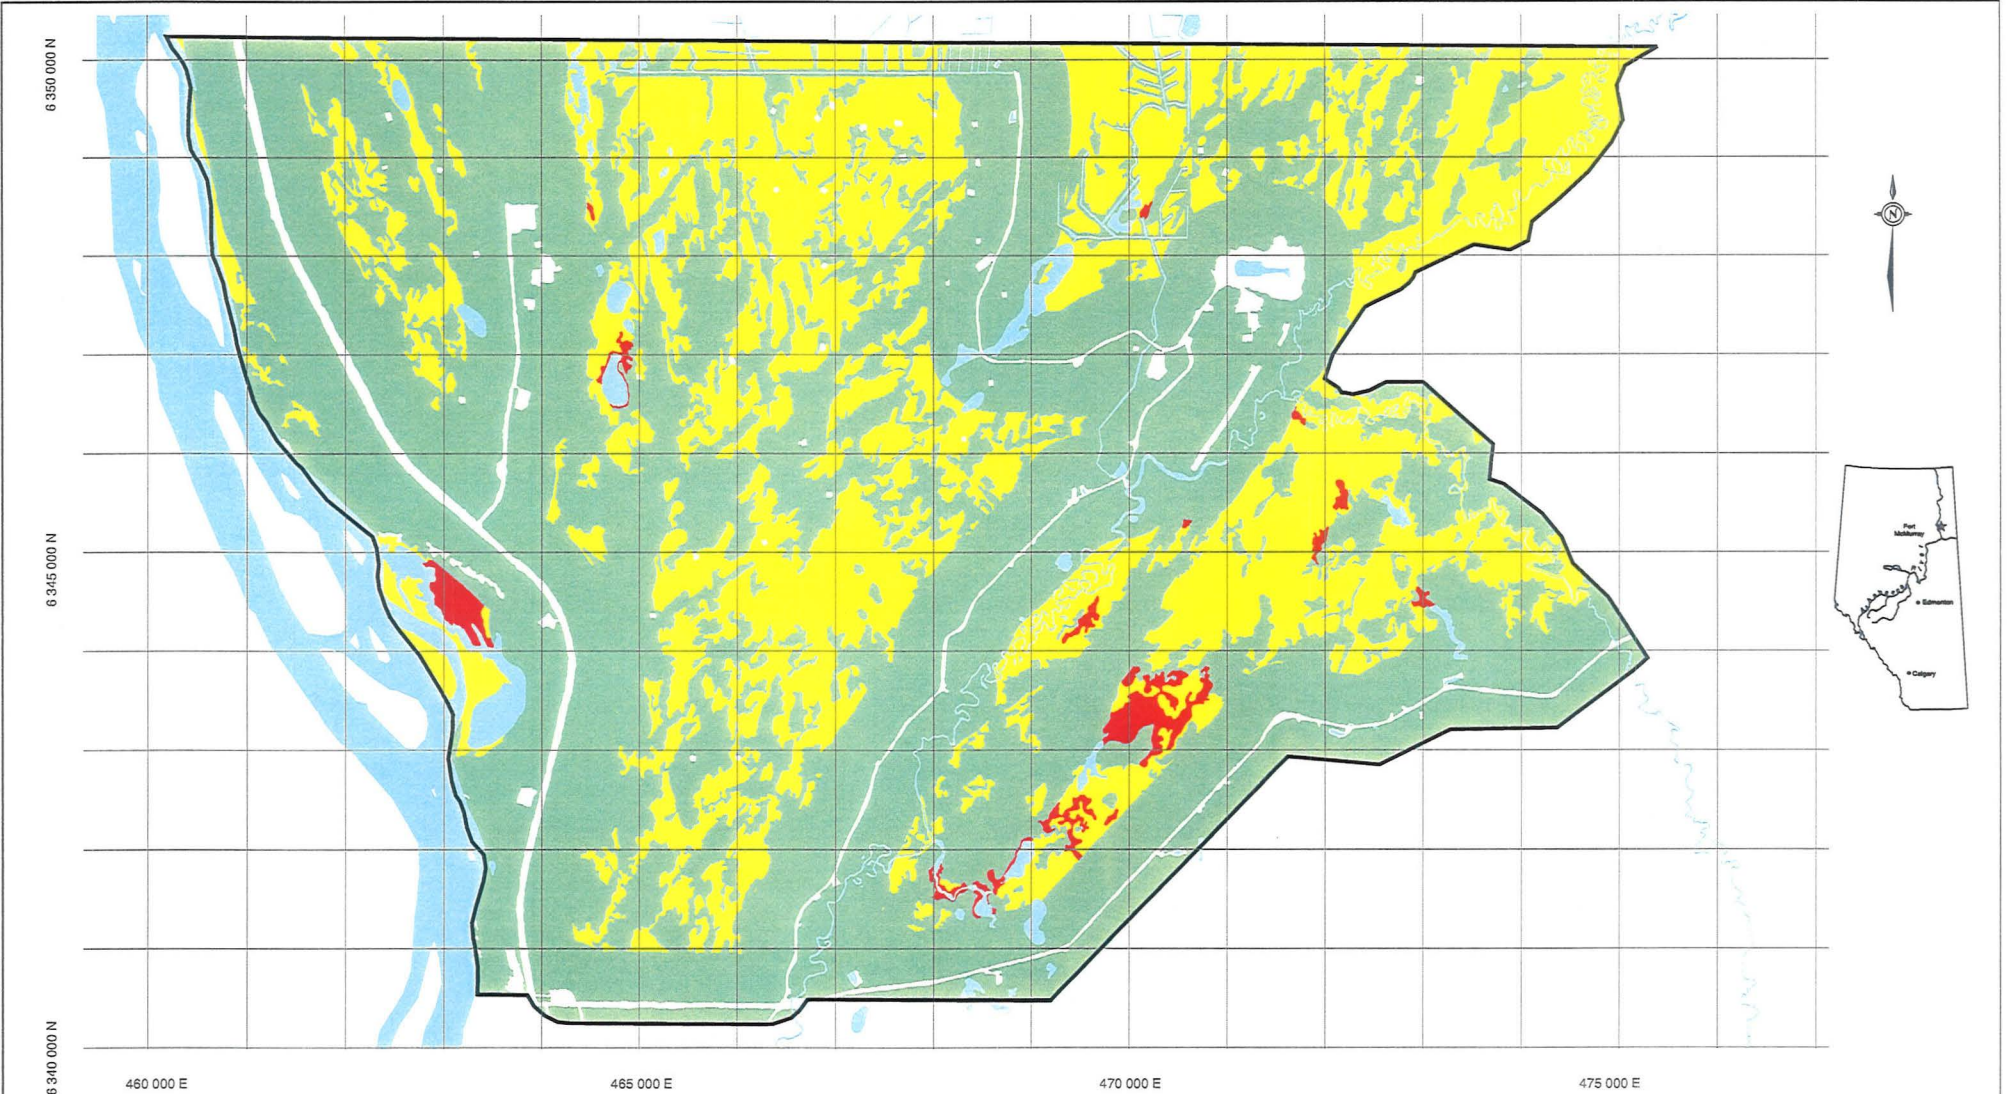 6 350 000 N
N
Fort
McMurray
6 345 000 N
Edmonton
Calgary
6 340 000 N
460 000 E
465 000 E
470 000 E
475 000 E